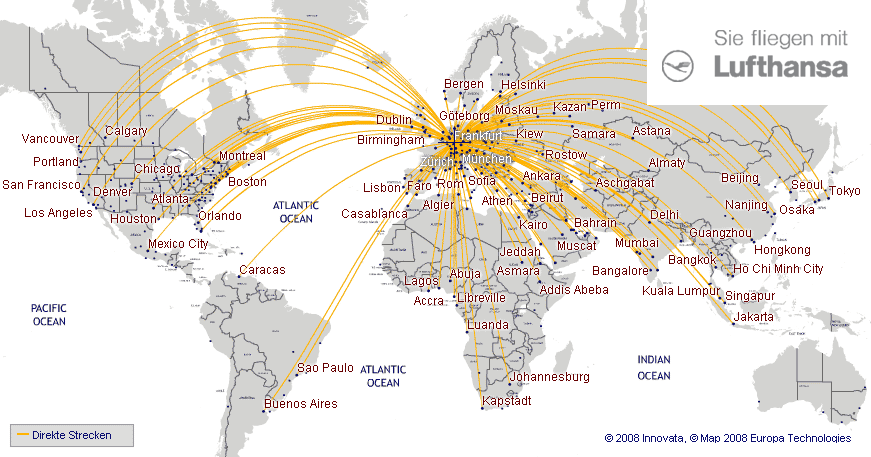 Sie fliegen mit
Lufthansa
Bergen
Helsinki
Göteborg
Moskau
Kazan
Perm
Dublin
Birmingham
Frankfurt
Kiew
Samara
Astana
Vancouver
Calgary
Zürich
München
Rostow
Almaty
Portland
Chicago
Montreal
Boston
San Francisco
Denver
Lisbon
Faro
Rom
Sofia
Ankara
Aschgabat
Beijing
Seoul
Tokyo
Los Angeles
Atlanta
Houston
Orlando
Algier
Athen
Beirut
Casablanca
ATLANTIC
OCEAN
Kairo
Bahrain
Delhi
Nanjing
Osaka
Guangzhou
Mexico City
Jeddah
Muscat
Mumbai
Hongkong
Caracas
Lagos
Abuja
Asmara
Bangalore
Bangkok
Ho Chi Minh City
Accra
Libreville
Addis Abeba
Kuala Lumpur
Singapur
PACIFIC
OCEAN
Luanda
Jakarta
Sao Paulo
ATLANTIC
OCEAN
INDIAN
OCEAN
Johannesburg
Buenos Aires
Kapstadt
Direkte Strecken
© 2008 Innovata, © Map 2008 Europa Technologies